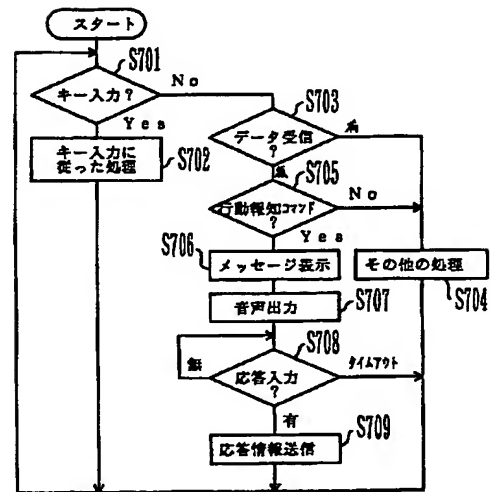 スタート
S701
キー入力?
No
Yes
キー入力に
従った処理
S702
S703
データ受信
?
S705
行動報知コマンド
?
No
Yes
S706
メッセージ表示
その他の処理
S704
音声出力
S707
S708
無
応答入力
?
タイムアウト
有
S709
応答情報送信